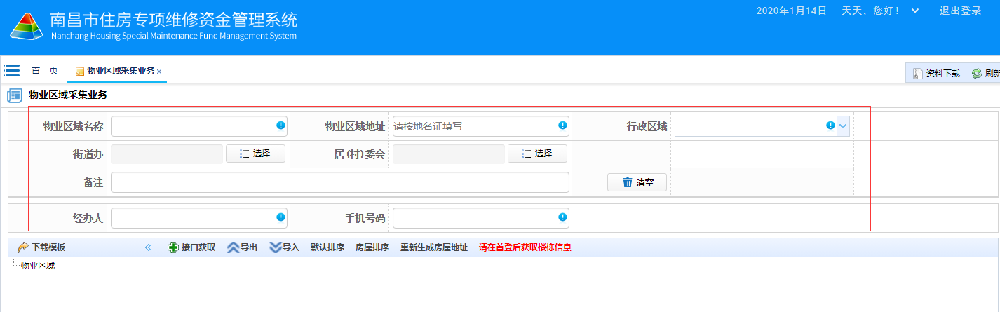 南昌市住房专项维修资金管理系统
Nanchang Housing Special Maintenance Fund Management System
2020年1月14日 天天，您好！ 退出登录
首 页 物业区域采集业务 × 资料下载 刷新
物业区域采集业务
物业区域名称 物业区域地址 请按地名证填写 行政区域
街道办 选择 居(村)委会 选择
备注 清空
经办人 手机号码
下载模板 接口获取 导出 导入 默认排序 房屋排序 重新生成房屋地址 请在首登后获取楼栋信息
物业区域